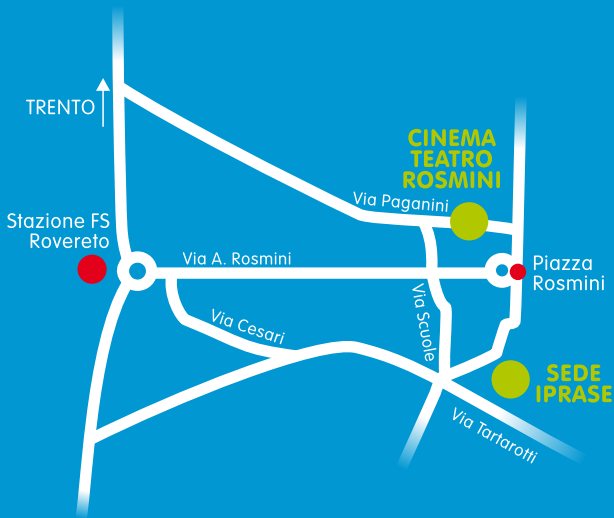 TRENTO
CINEMA
TEATRO
ROSMINI
Via Paganini
Stazione FS
Rovereto
Via A. Rosmini
Piazza
Rosmini
Via Cesari
Via Scuole
SEDE
IPRASE
Via Tartarotti